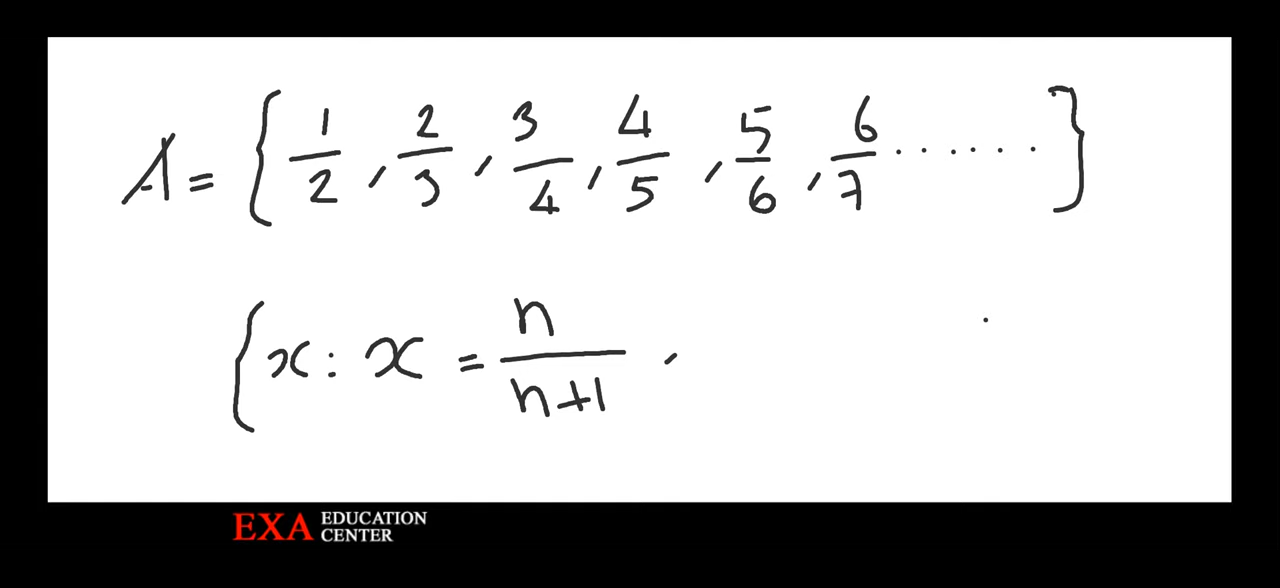 A = { 1/2 , 2/3 , 3/4 , 4/5 , 5/6 , 6/7 ...... }
{ x : x = n/n+1 ,
EXA EDUCATION
CENTER